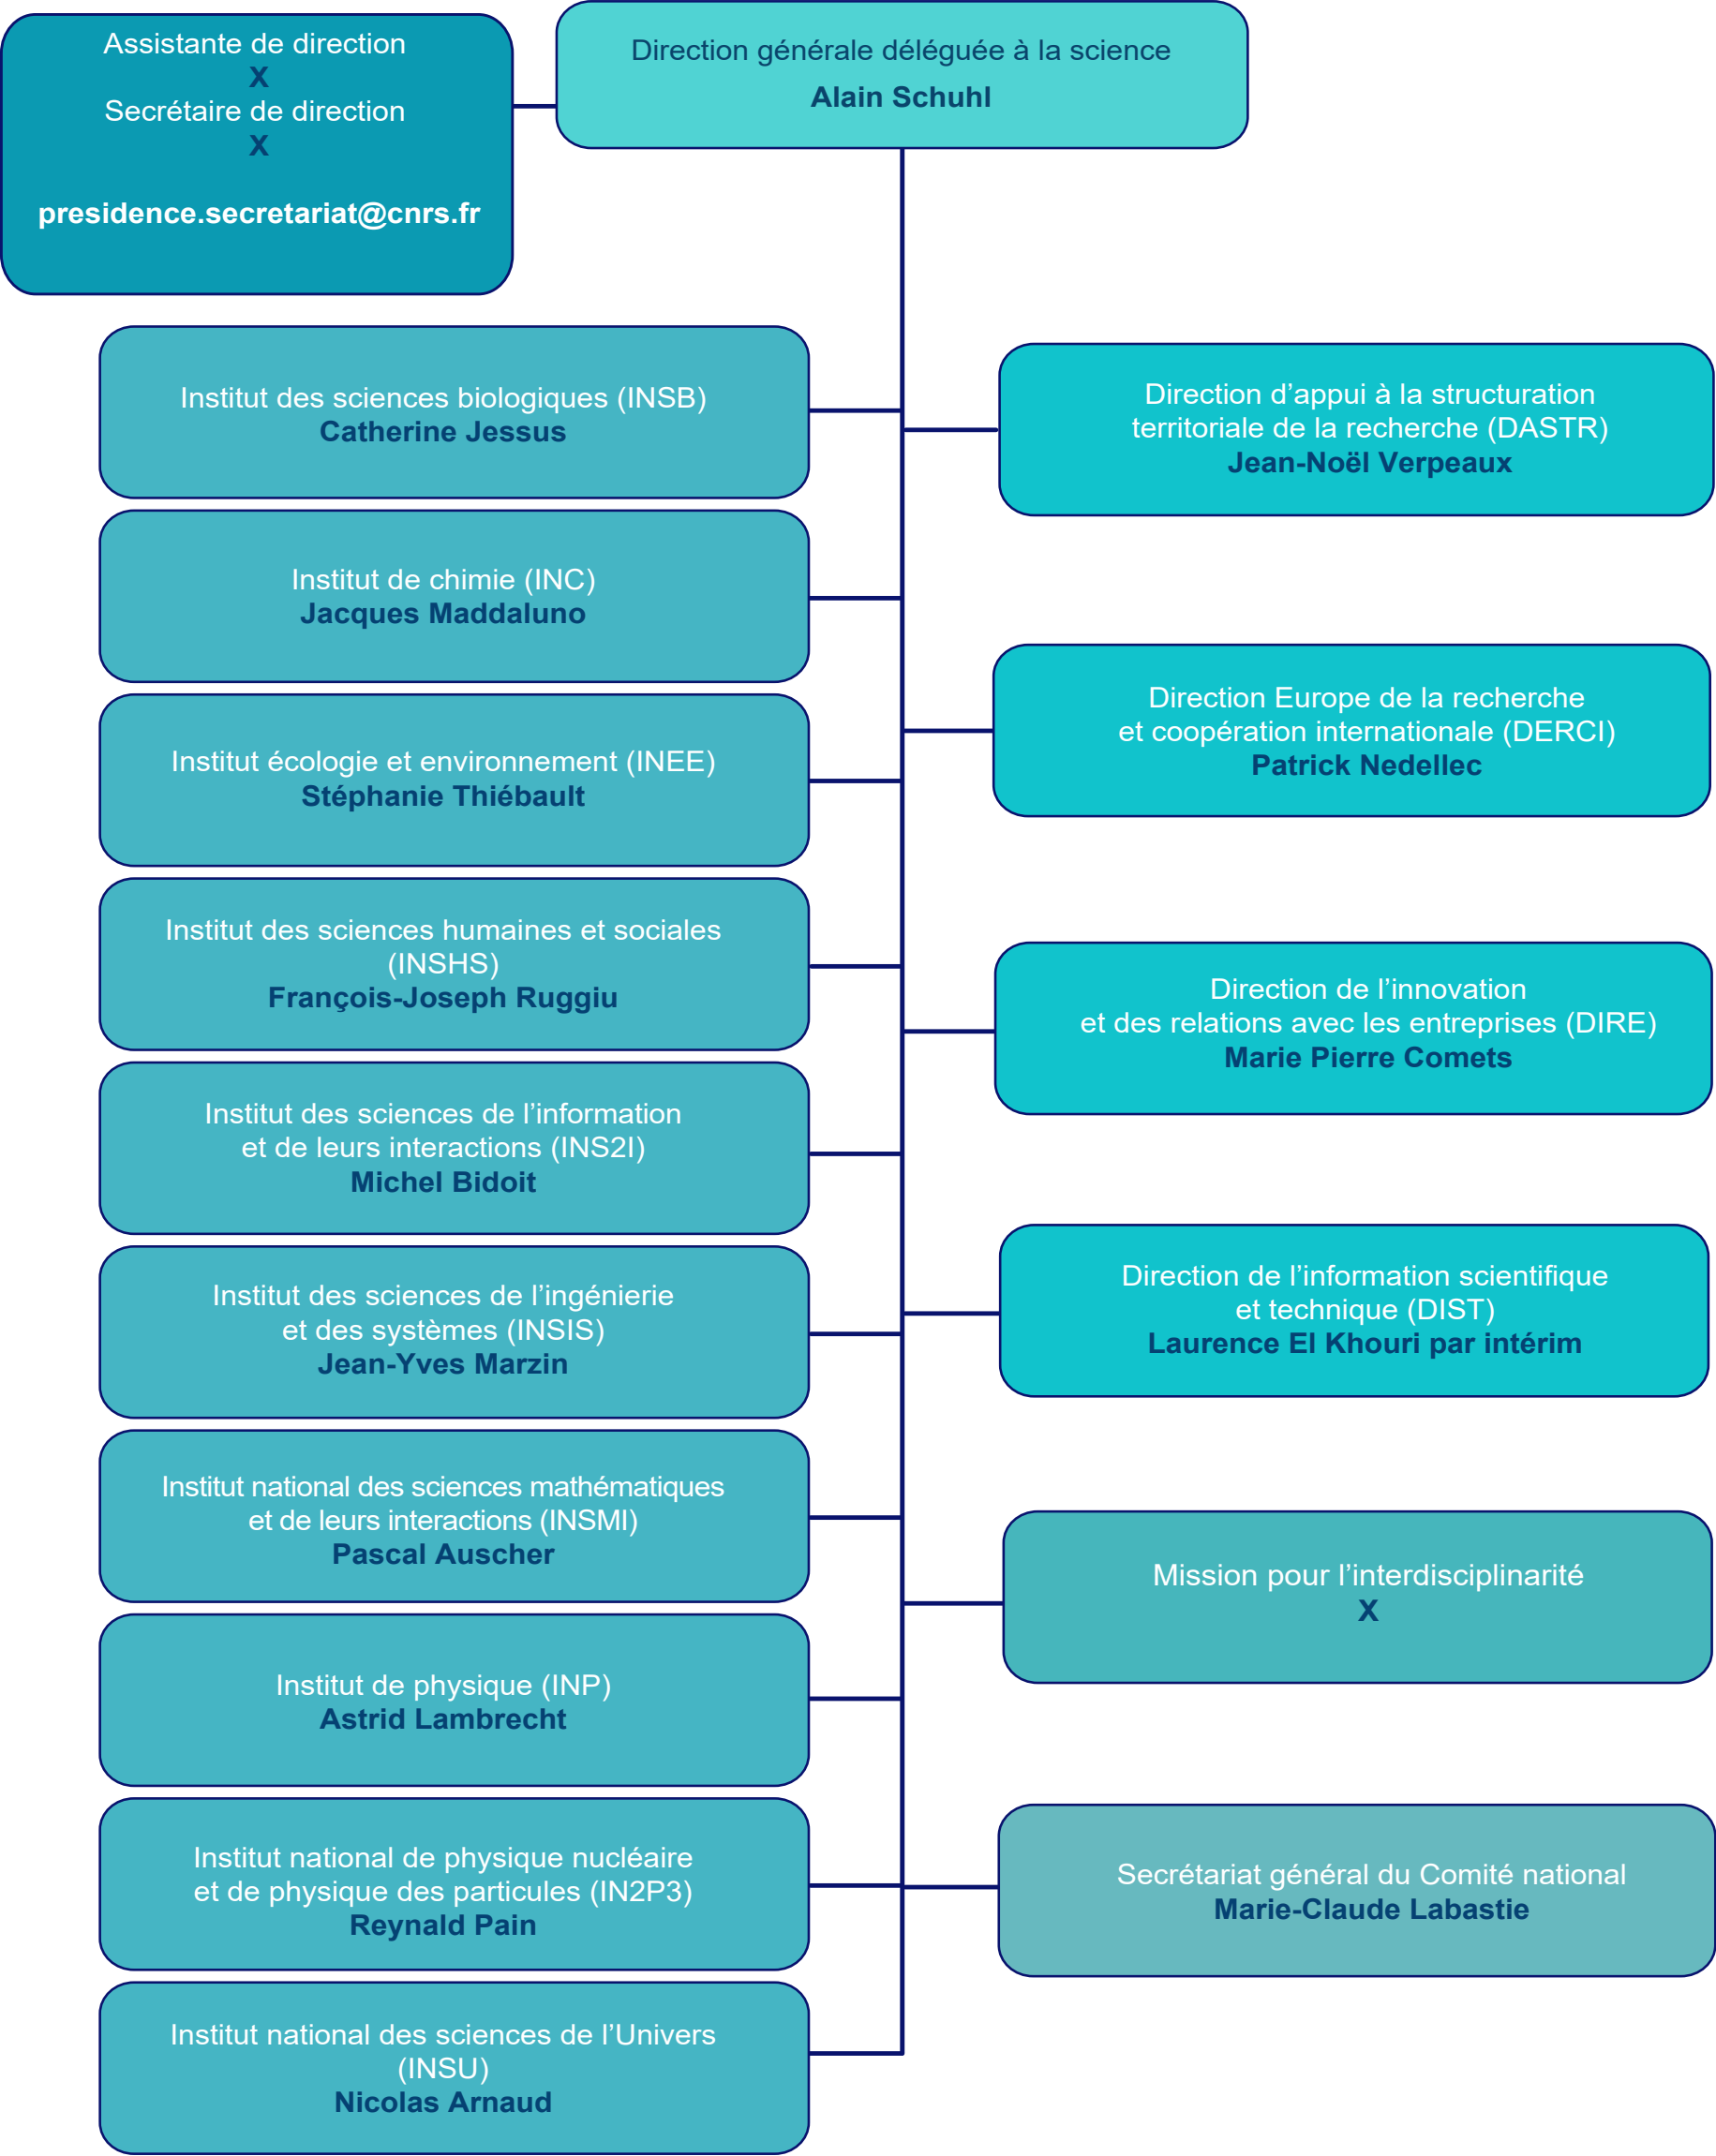 Assistante de direction
X
Secrétaire de direction
X
presidence.secretariat@cnrs.fr
Direction générale déléguée à la science
Alain Schuhl
Institut des sciences biologiques (INSB)
Catherine Jessus
Institut de chimie (INC)
Jacques Maddaluno
Institut écologie et environnement (INEE)
Stéphanie Thiébault
Institut des sciences humaines et sociales
(INSHS)
François-Joseph Ruggiu
Institut des sciences de l’information
et de leurs interactions (INS2I)
Michel Bidoit
Institut des sciences de l’ingénierie
et des systèmes (INSIS)
Jean-Yves Marzin
Institut national des sciences mathématiques
et de leurs interactions (INSMI)
Pascal Auscher
Institut de physique (INP)
Astrid Lambrecht
Institut national de physique nucléaire
et de physique des particules (IN2P3)
Reynald Pain
Institut national des sciences de l’Univers
(INSU)
Nicolas Arnaud
Direction d’appui à la structuration
territoriale de la recherche (DASTR)
Jean-Noël Verpeaux
Direction Europe de la recherche
et coopération internationale (DERCI)
Patrick Nedellec
Direction de l’innovation
et des relations avec les entreprises (DIRE)
Marie Pierre Comets
Direction de l’information scientifique
et technique (DIST)
Laurence El Khouri par intérim
Mission pour l’interdisciplinarité
X
Secrétariat général du Comité national
Marie-Claude Labastie